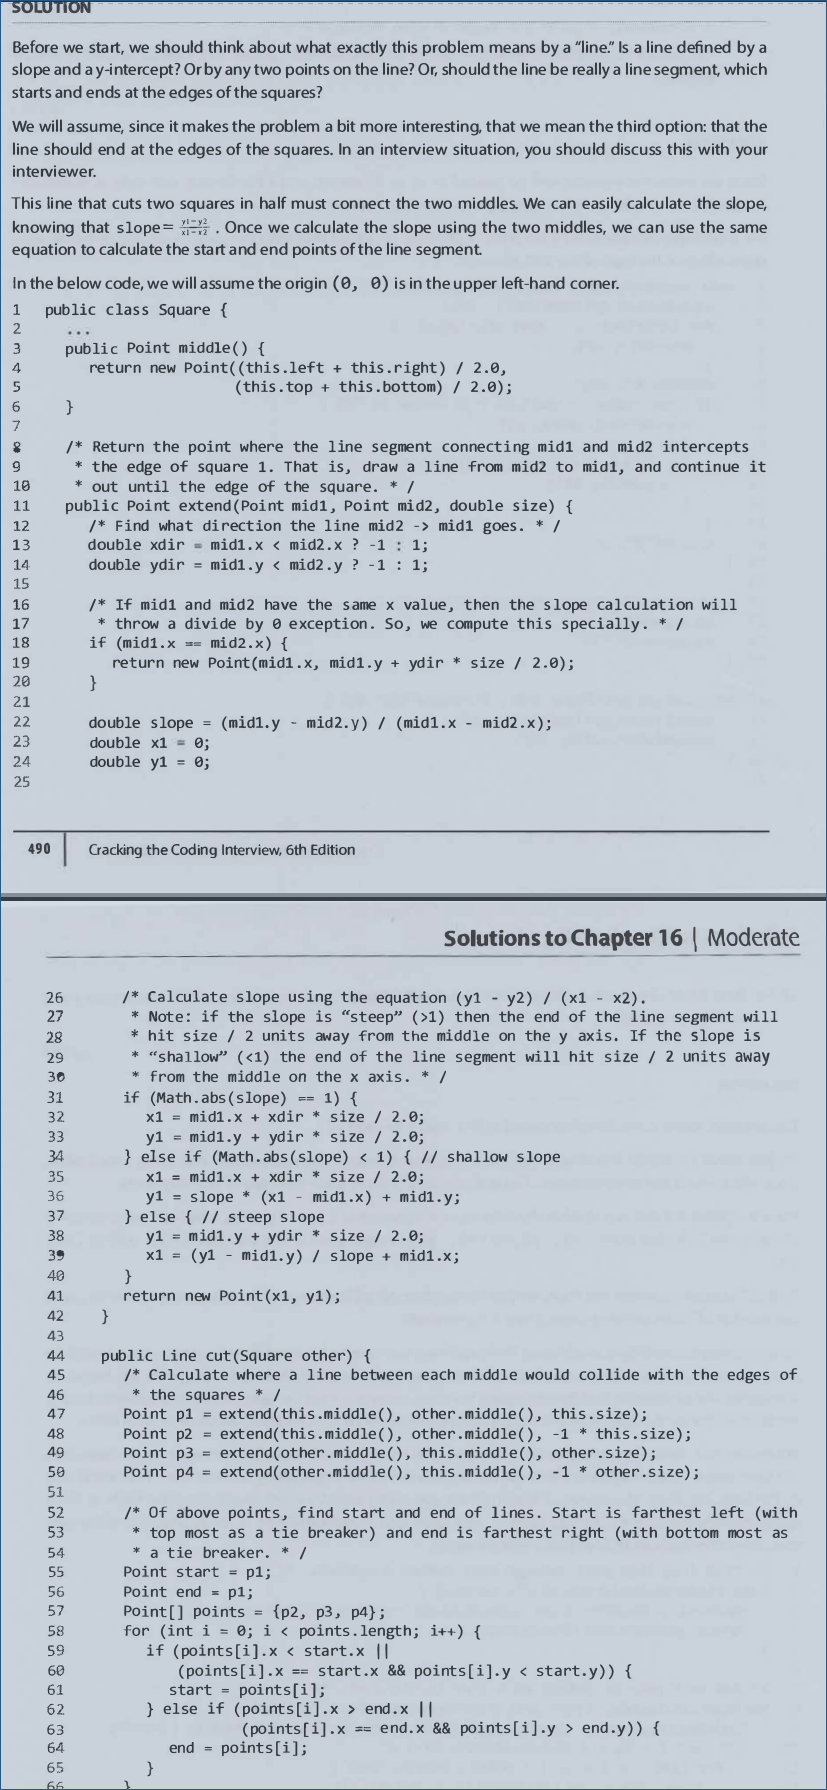 SOLUTION
Before we start, we should think about what exactly this problem means by a "line." Is a line defined by a
slope and a y-intercept? Or by any two points on the line? Or, should the line be really a line segment, which
starts and ends at the edges of the squares?
We will assume, since it makes the problem a bit more interesting, that we mean the third option: that the
line should end at the edges of the squares. In an interview situation, you should discuss this with your
interviewer.
This line that cuts two squares in half must connect the two middles. We can easily calculate the slope,
knowing that slope= y1-y2 / x1-x2 . Once we calculate the slope using the two middles, we can use the same
equation to calculate the start and end points of the line segment.
In the below code, we will assume the origin (0, 0) is in the upper left-hand corner.
1 public class Square {
2 ...
3 public Point middle() {
4 return new Point((this.left + this.right) / 2.0,
5 (this.top + this.bottom) / 2.0);
6 }
7
8 /* Return the point where the line segment connecting mid1 and mid2 intercepts
9 * the edge of square 1. That is, draw a line from mid2 to mid1, and continue it
10 * out until the edge of the square. * /
11 public Point extend(Point mid1, Point mid2, double size) {
12 /* Find what direction the line mid2 -> mid1 goes. * /
13 double xdir = mid1.x < mid2.x ? -1 : 1;
14 double ydir = mid1.y < mid2.y ? -1 : 1;
15
16 /* If mid1 and mid2 have the same x value, then the slope calculation will
17 * throw a divide by 0 exception. So, we compute this specially. * /
18 if (mid1.x == mid2.x) {
19 return new Point(mid1.x, mid1.y + ydir * size / 2.0);
20 }
21
22 double slope = (mid1.y - mid2.y) / (mid1.x - mid2.x);
23 double x1 = 0;
24 double y1 = 0;
25
490 | Cracking the Coding Interview, 6th Edition
Solutions to Chapter 16 | Moderate
26 /* Calculate slope using the equation (y1 - y2) / (x1 - x2).
27 * Note: if the slope is "steep" (>1) then the end of the line segment will
28 * hit size / 2 units away from the middle on the y axis. If the slope is
29 * "shallow" (<1) the end of the line segment will hit size / 2 units away
30 * from the middle on the x axis. * /
31 if (Math.abs(slope) == 1) {
32 x1 = mid1.x + xdir * size / 2.0;
33 y1 = mid1.y + ydir * size / 2.0;
34 } else if (Math.abs(slope) < 1) { // shallow slope
35 x1 = mid1.x + xdir * size / 2.0;
36 y1 = slope * (x1 - mid1.x) + mid1.y;
37 } else { // steep slope
38 y1 = mid1.y + ydir * size / 2.0;
39 x1 = (y1 - mid1.y) / slope + mid1.x;
40 }
41 return new Point(x1, y1);
42 }
43
44 public Line cut(Square other) {
45 /* Calculate where a line between each middle would collide with the edges of
46 * the squares * /
47 Point p1 = extend(this.middle(), other.middle(), this.size);
48 Point p2 = extend(this.middle(), other.middle(), -1 * this.size);
49 Point p3 = extend(other.middle(), this.middle(), other.size);
50 Point p4 = extend(other.middle(), this.middle(), -1 * other.size);
51
52 /* Of above points, find start and end of lines. Start is farthest left (with
53 * top most as a tie breaker) and end is farthest right (with bottom most as
54 * a tie breaker. * /
55 Point start = p1;
56 Point end = p1;
57 Point[] points = {p2, p3, p4};
58 for (int i = 0; i < points.length; i++) {
59 if (points[i].x < start.x ||
60 (points[i].x == start.x && points[i].y < start.y)) {
61 start = points[i];
62 } else if (points[i].x > end.x ||
63 (points[i].x == end.x && points[i].y > end.y)) {
64 end = points[i];
65 }
66 }